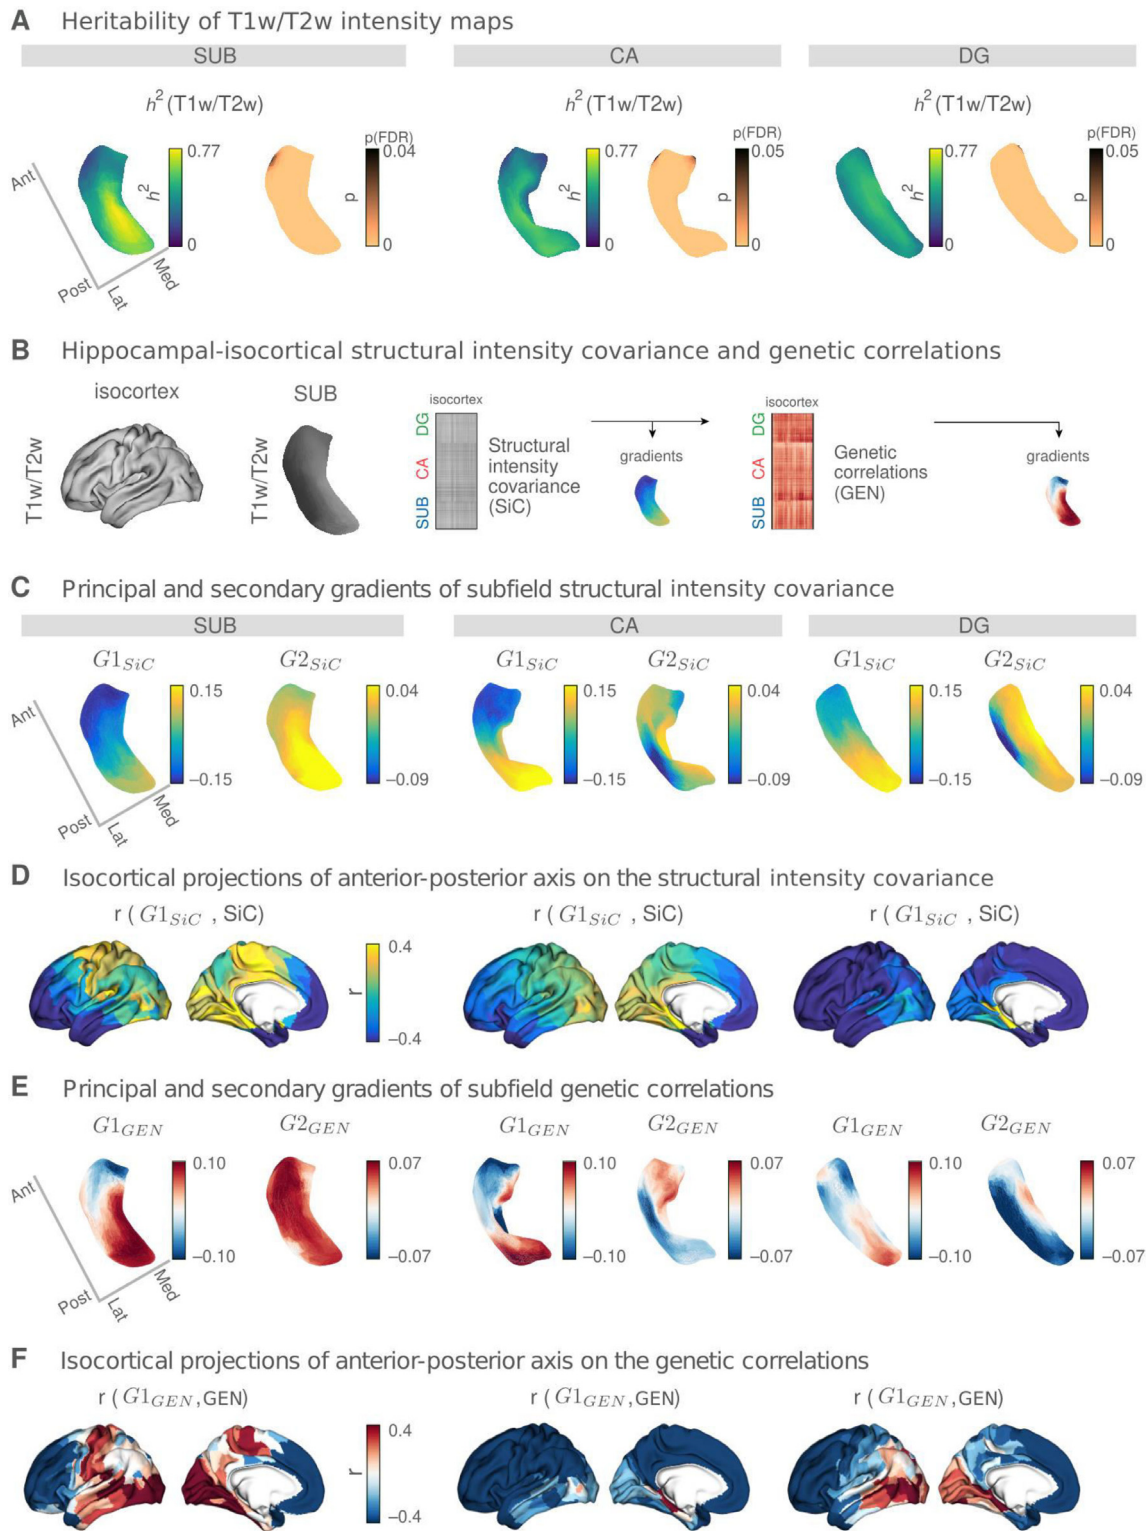 A Heritability of T1w/T2w intensity maps
SUB CA DG
h² (T1w/T2w) h² (T1w/T2w) h² (T1w/T2w)
p(FDR) p(FDR) p(FDR)
0.77 0.04 0.77 0.05 0.77 0.05
Ant h² p h² p h² p
0 0 0 0 0 0
Post Lat Med
B Hippocampal-isocortical structural intensity covariance and genetic correlations
isocortex SUB isocortex isocortex
T1w/T2w T1w/T2w
DG CA SUB
Structural
intensity
covariance
(SiC)
gradients
DG CA SUB
Genetic
correlations
(GEN)
gradients
C Principal and secondary gradients of subfield structural intensity covariance
SUB CA DG
G1SiC G2SiC G1SiC G2SiC G1SiC G2SiC
0.15 0.04 0.15 0.04 0.15 0.04
Ant
−0.15 −0.09 −0.15 −0.09 −0.15 −0.09
Post Lat Med
D Isocortical projections of anterior-posterior axis on the structural intensity covariance
r ( G1SiC , SiC) r ( G1SiC , SiC) r ( G1SiC , SiC)
0.4
r
−0.4
E Principal and secondary gradients of subfield genetic correlations
G1GEN G2GEN G1GEN G2GEN G1GEN G2GEN
0.10 0.07 0.10 0.07 0.10 0.07
Ant
−0.10 −0.07 −0.10 −0.07 −0.10 −0.07
Post Lat Med
F Isocortical projections of anterior-posterior axis on the genetic correlations
r ( G1GEN , GEN) r ( G1GEN , GEN) r ( G1GEN , GEN)
0.4
r
−0.4